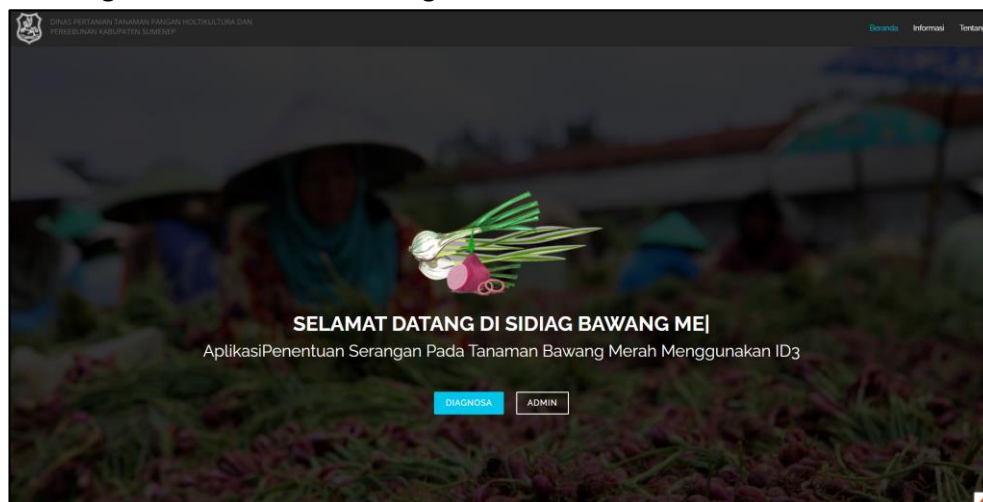 DINAS PERTANIAN TANAMAN PANGAN HOLTIKULTURA DAN
PERKEBUNAN KABUPATEN SUMENEP
Beranda Informasi Tentang
SELAMAT DATANG DI SIDIAG BAWANG ME|
AplikasiPenentuan Serangan Pada Tanaman Bawang Merah Menggunakan ID3
DIAGNOSA ADMIN